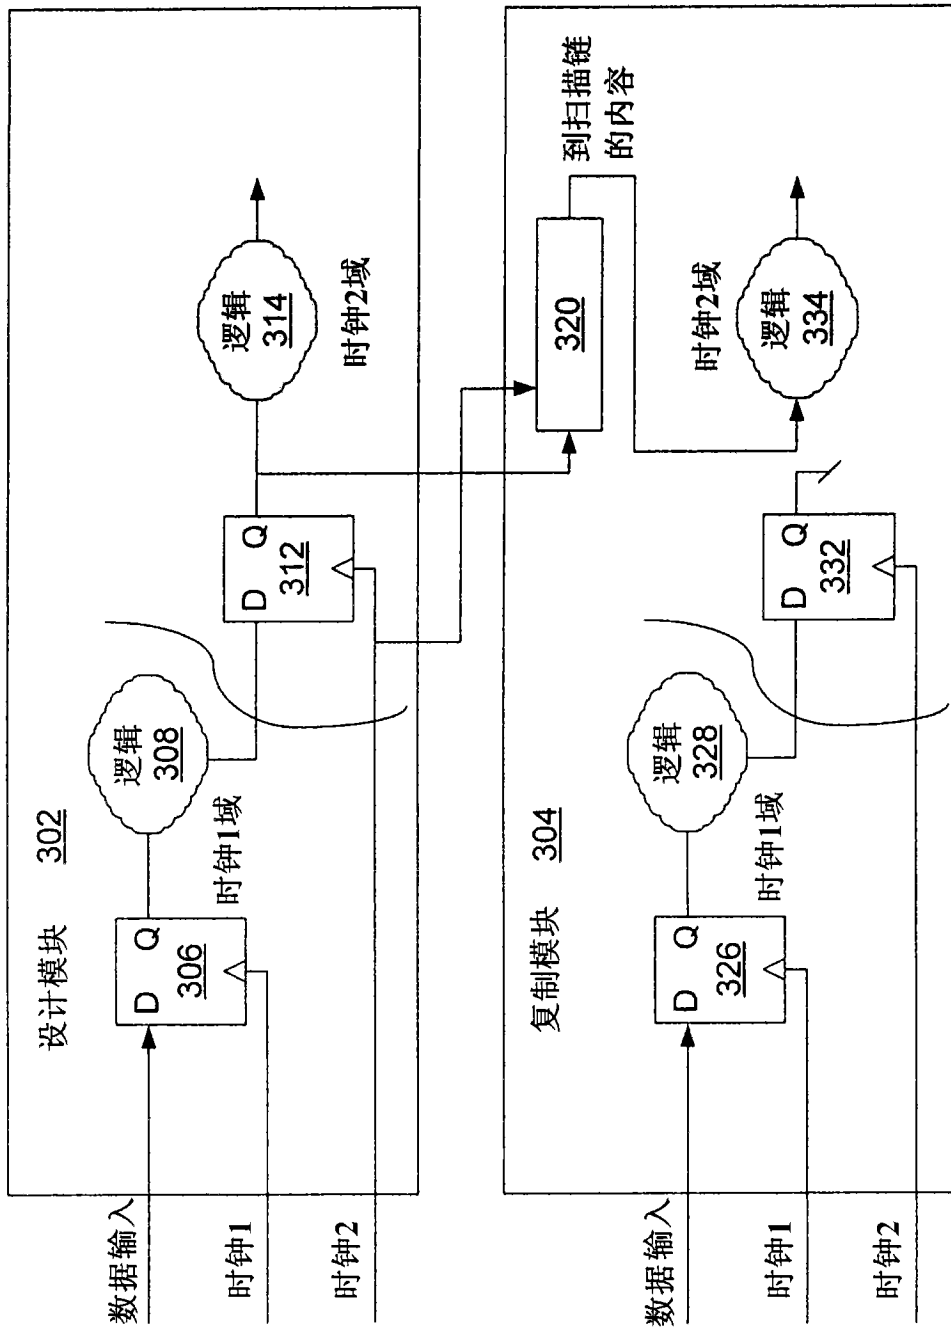 设计模块 302
数据输入
时钟1
时钟2
D Q
306
逻辑
308
时钟1域
D Q
312
逻辑
314
时钟2域
复制模块 304
数据输入
时钟1
时钟2
D Q
326
逻辑
328
时钟1域
D Q
332
320
到扫描链
的内容
时钟2域
逻辑
334